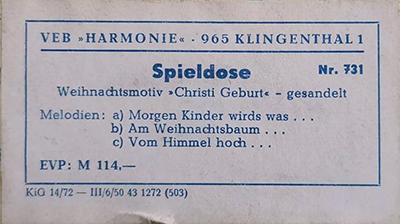 VEB »HARMONIE« · 965 KLINGENTHAL 1
Spieldose Nr. 731
Weihnachtsmotiv »Christi Geburt« – gesandelt
Melodien: a) Morgen Kinder wirds was . . .
b) Am Weihnachtsbaum . . .
c) Vom Himmel hoch . . .
EVP: M 114,—
KiG 14/72 — III/6/50 43 1272 (503)